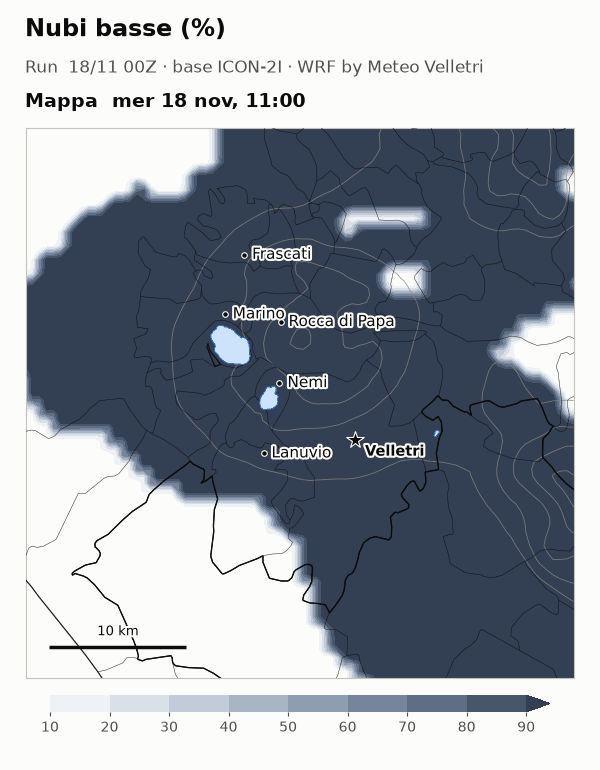 Nubi basse (%)
Run  18/11 00Z · base ICON-2I · WRF by Meteo Velletri
Mappa  mer 18 nov, 11:00
Frascati
Marino
Rocca di Papa
Nemi
Velletri
Lanuvio
10 km
10 20 30 40 50 60 70 80 90